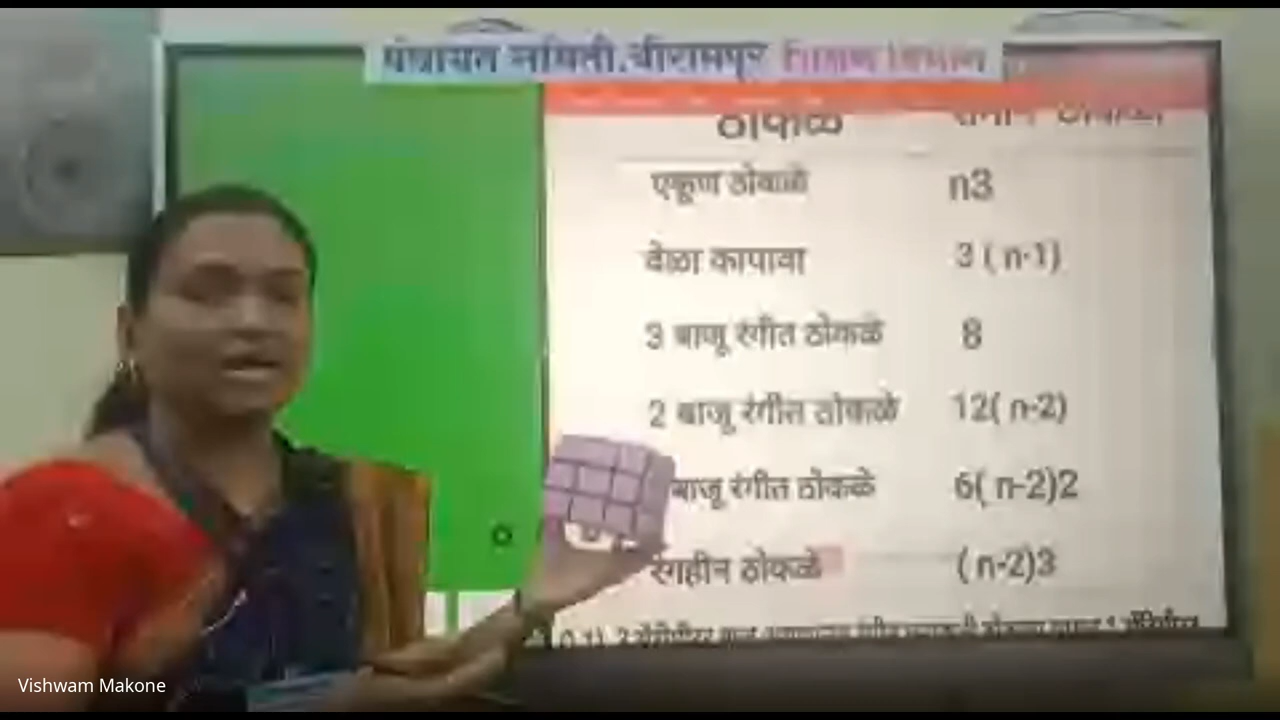 पंचायत समिती.बीरामपूर शिक्षण विभाग
ठोकळे
एकूण ठोकळे n3
वेळा कापावा 3 ( n-1)
3 बाजू रंगीत ठोकळे 8
2 बाजू रंगीत ठोकळे 12( n-2)
बाजू रंगीत ठोकळे 6( n-2)2
रंगहीन ठोकळे ( n-2)3
Vishwam Makone